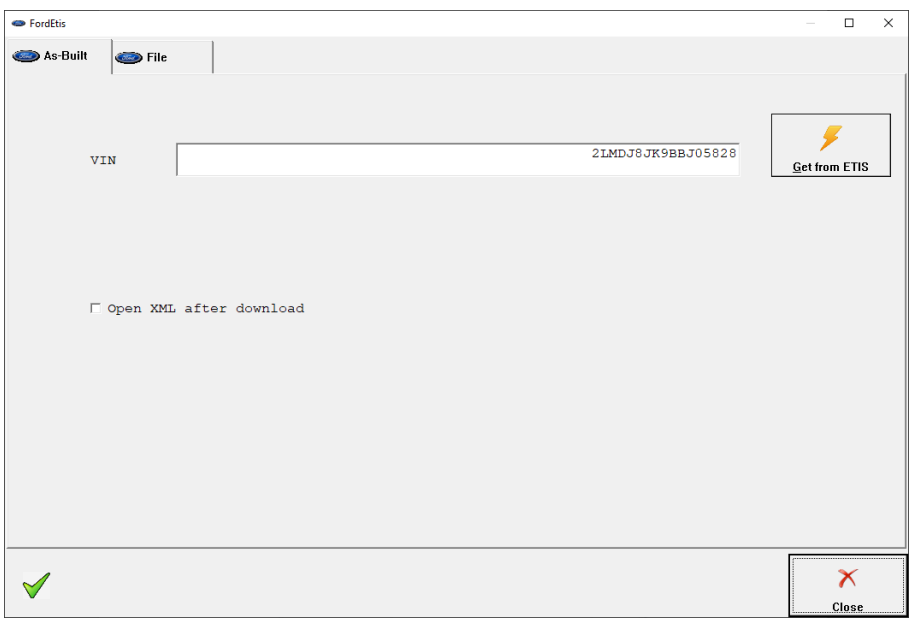 FordEtis
As-Built
File
VIN
2LMDJ8JK9BBJ05828
Get from ETIS
Open XML after download
Close